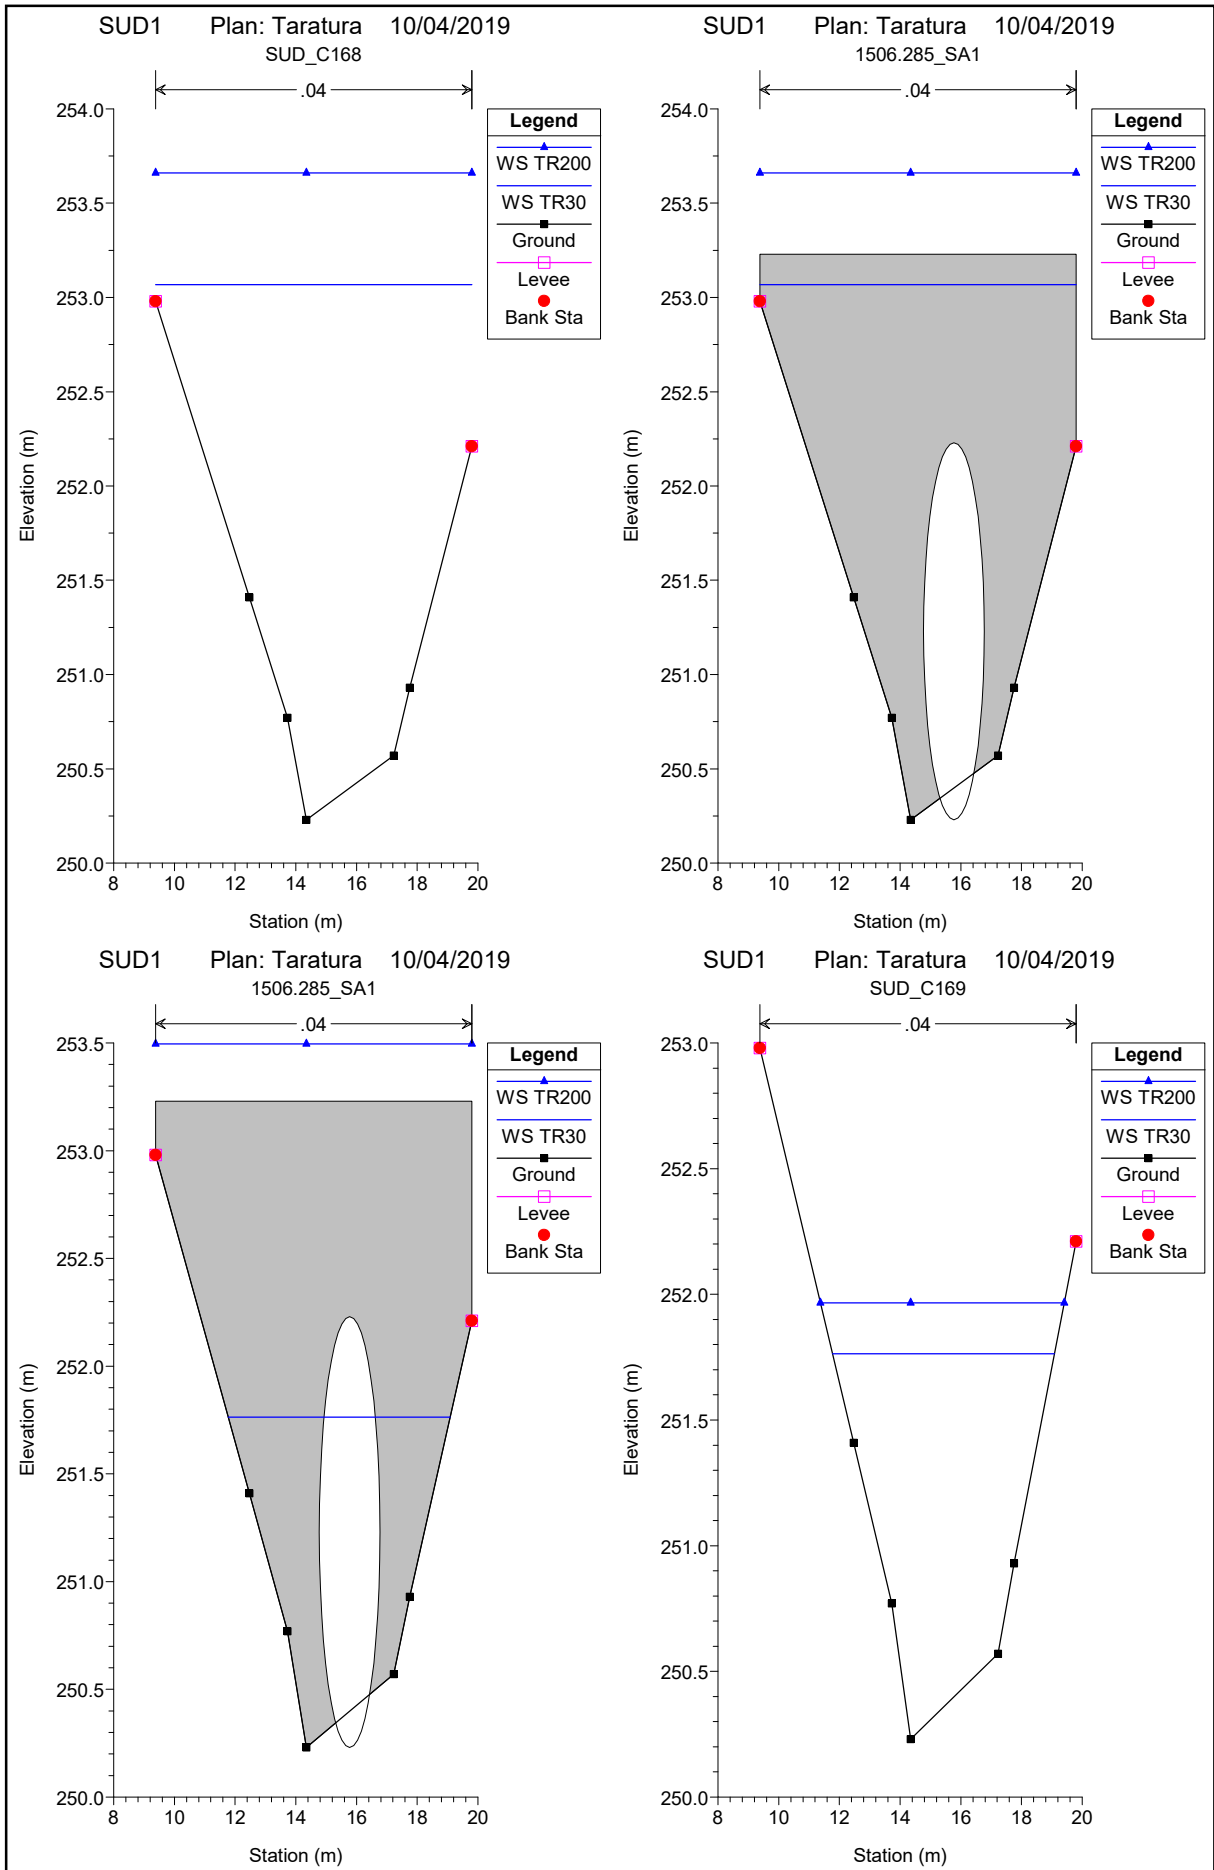 SUD1 Plan: Taratura 10/04/2019
SUD_C168
.04
254.0
253.5
253.0
252.5
252.0
251.5
251.0
250.5
250.0
Elevation (m)
8 10 12 14 16 18 20
Station (m)
Legend
WS TR200
WS TR30
Ground
Levee
Bank Sta
SUD1 Plan: Taratura 10/04/2019
1506.285_SA1
.04
254.0
253.5
253.0
252.5
252.0
251.5
251.0
250.5
250.0
Elevation (m)
8 10 12 14 16 18 20
Station (m)
Legend
WS TR200
WS TR30
Ground
Levee
Bank Sta
SUD1 Plan: Taratura 10/04/2019
1506.285_SA1
.04
253.5
253.0
252.5
252.0
251.5
251.0
250.5
250.0
Elevation (m)
8 10 12 14 16 18 20
Station (m)
Legend
WS TR200
WS TR30
Ground
Levee
Bank Sta
SUD1 Plan: Taratura 10/04/2019
SUD_C169
.04
253.0
252.5
252.0
251.5
251.0
250.5
250.0
Elevation (m)
8 10 12 14 16 18 20
Station (m)
Legend
WS TR200
WS TR30
Ground
Levee
Bank Sta